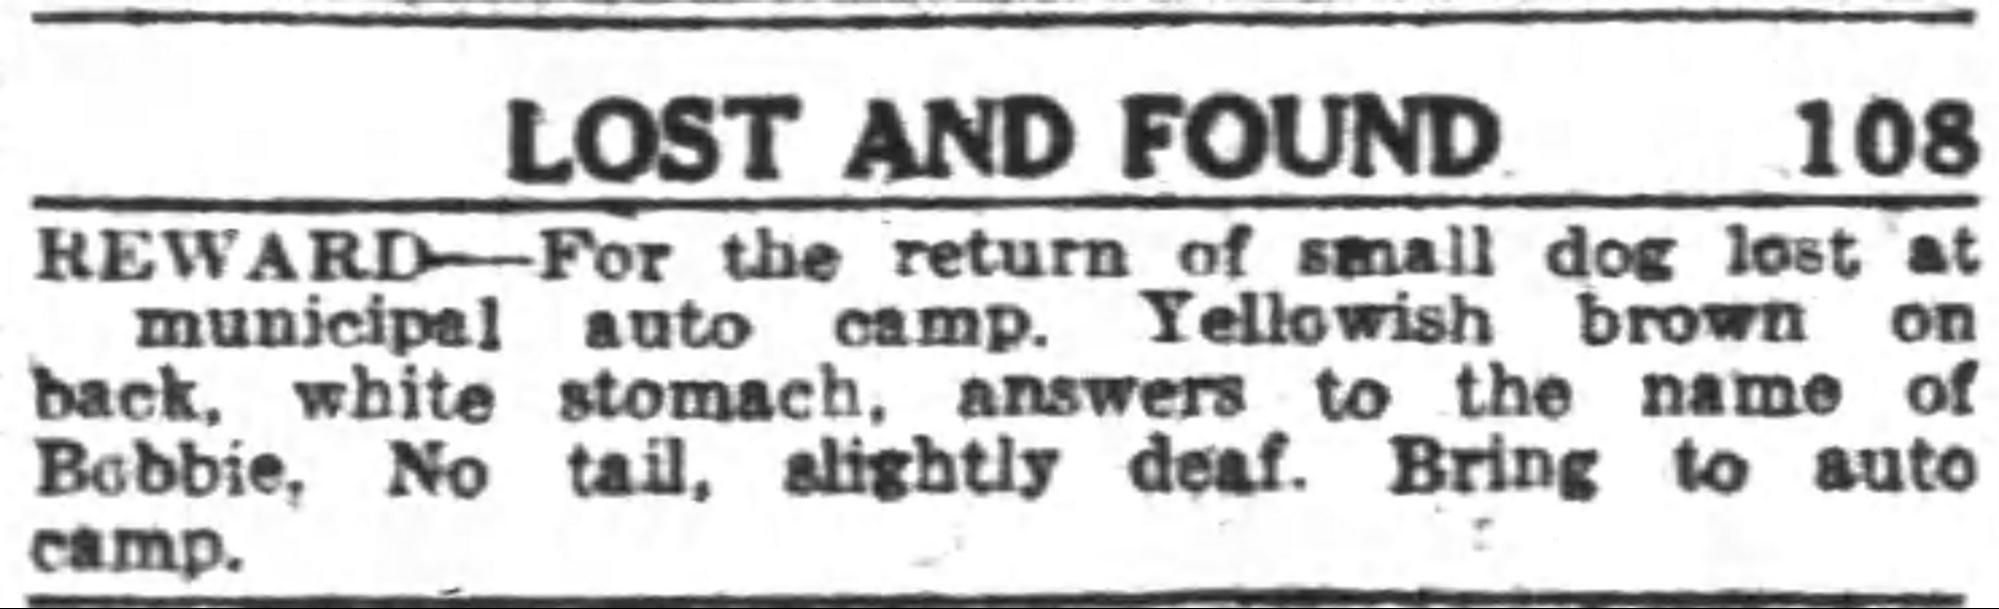 LOST AND FOUND 108
REWARD—For the return of small dog lost at
municipal auto camp. Yellowish brown on
back, white stomach, answers to the name of
Bobbie, No tail, slightly deaf. Bring to auto
camp.